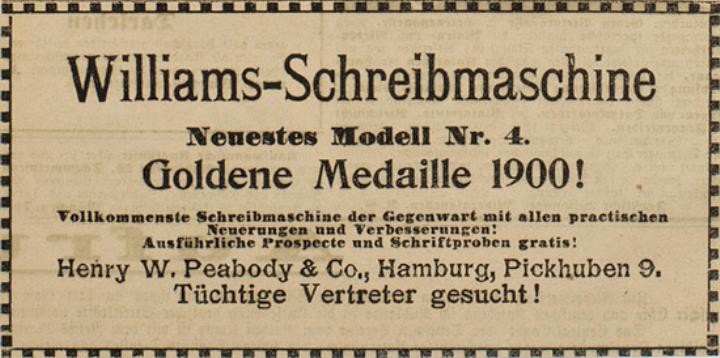 Williams-Schreibmaschine
Neuestes Modell Nr. 4.
Goldene Medaille 1900!
Vollkommenste Schreibmaschine der Gegenwart mit allen practischen
Neuerungen und Verbesserungen!
Ausführliche Prospecte und Schriftproben gratis!
Henry W. Peabody & Co., Hamburg, Pickhuben 9.
Tüchtige Vertreter gesucht!